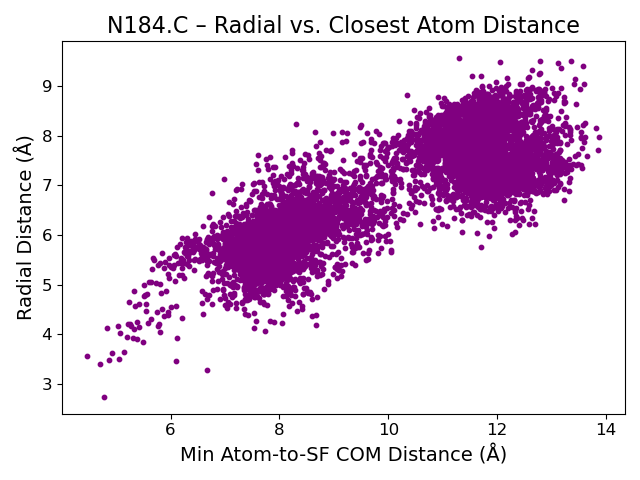 N184.C – Radial vs. Closest Atom Distance
Radial Distance (Å)
9
8
7
6
5
4
3
6 8 10 12 14
Min Atom-to-SF COM Distance (Å)